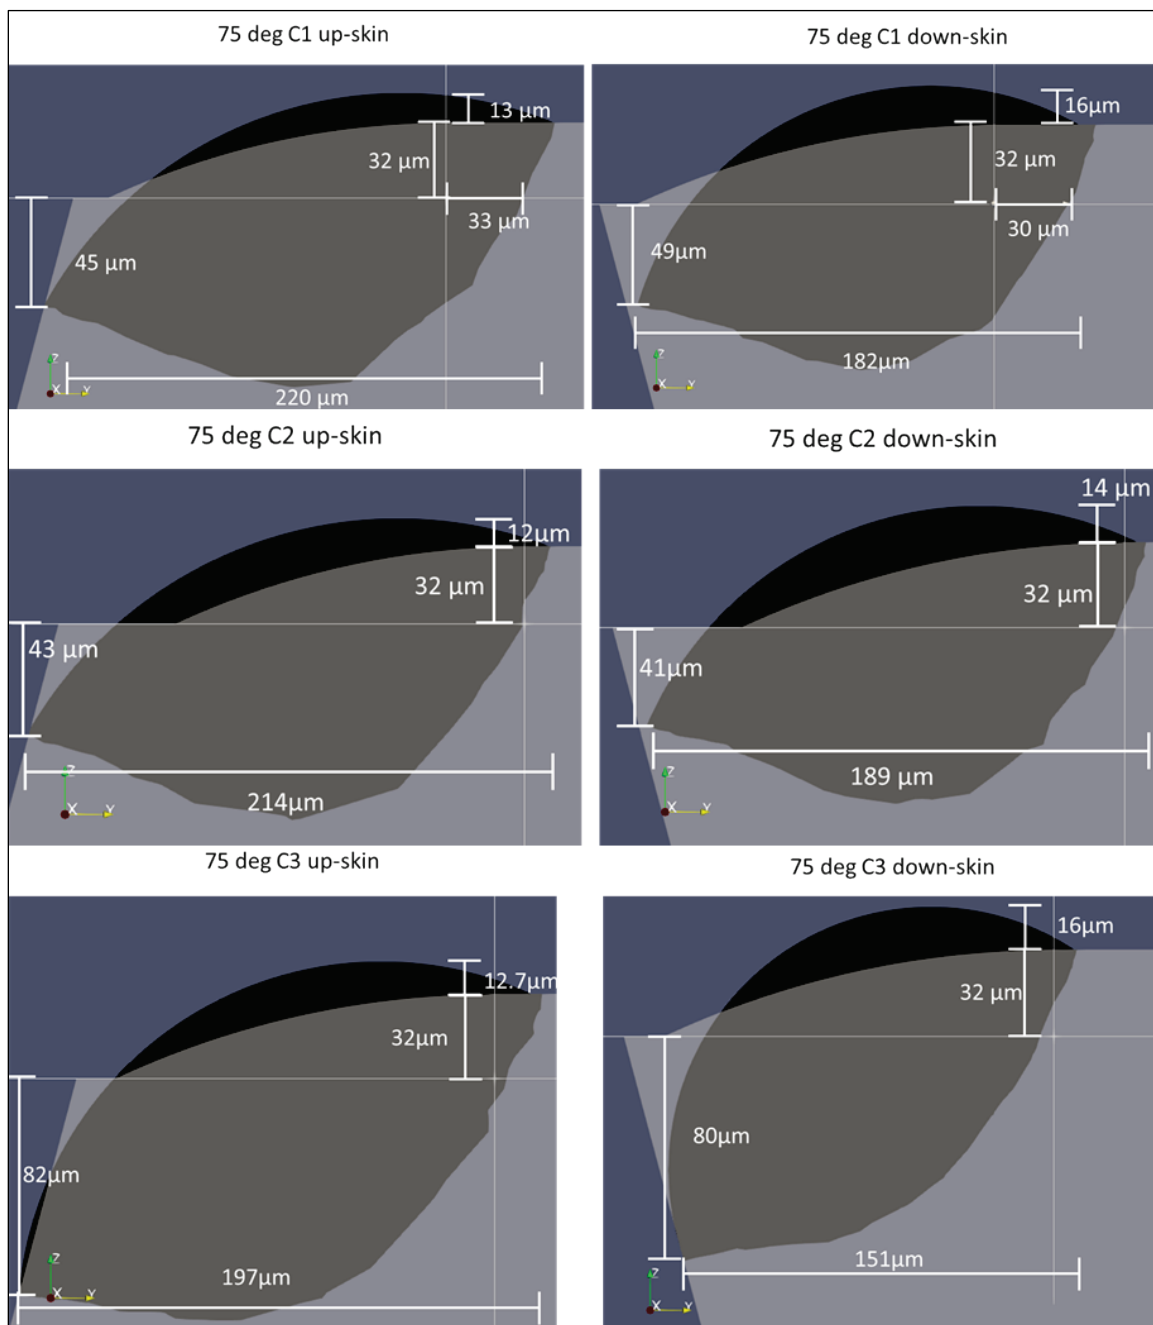 75 deg C1 up-skin
13 μm
32 μm
33 μm
45 μm
Z
X Y
220 μm
75 deg C1 down-skin
16μm
32 μm
30 μm
49μm
Z
X Y
182μm
75 deg C2 up-skin
12μm
32 μm
43 μm
Z
X Y
214μm
75 deg C2 down-skin
14 μm
32 μm
41μm
Z
X Y
189 μm
75 deg C3 up-skin
12.7μm
32μm
82μm
Z
X Y
197μm
75 deg C3 down-skin
16μm
32 μm
80μm
151μm
Z
X Y